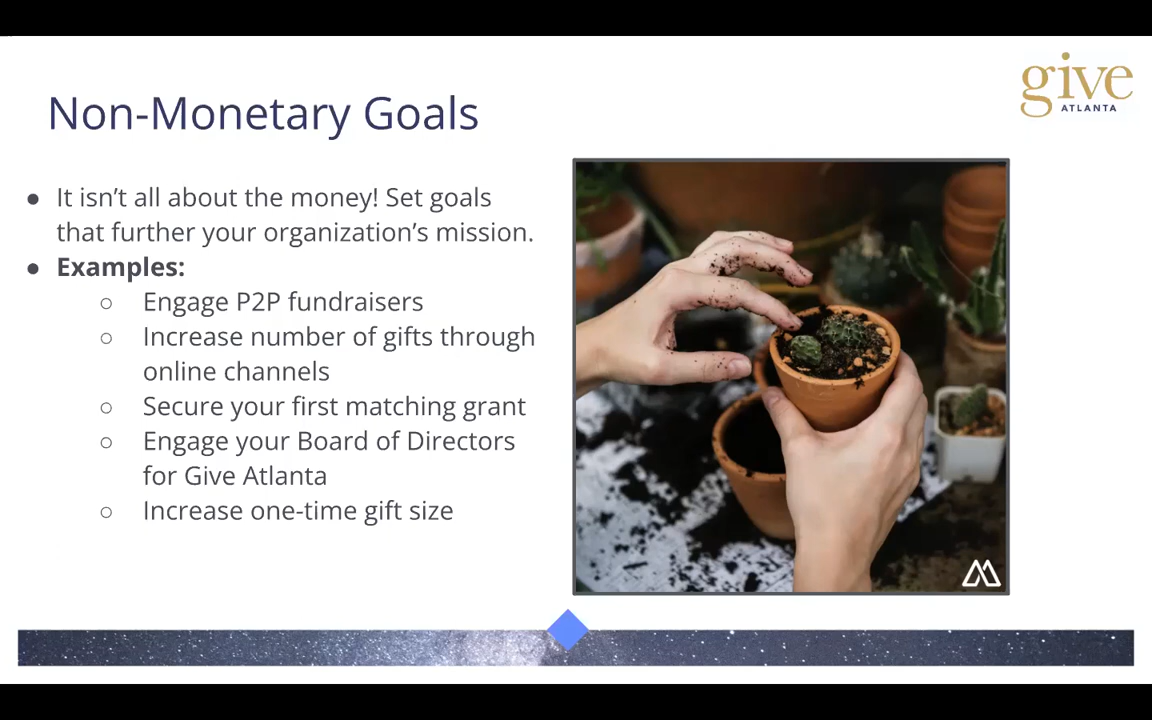 give
ATLANTA
Non-Monetary Goals
● It isn’t all about the money! Set goals
that further your organization’s mission.
● Examples:
○ Engage P2P fundraisers
○ Increase number of gifts through
online channels
○ Secure your first matching grant
○ Engage your Board of Directors
for Give Atlanta
○ Increase one-time gift size